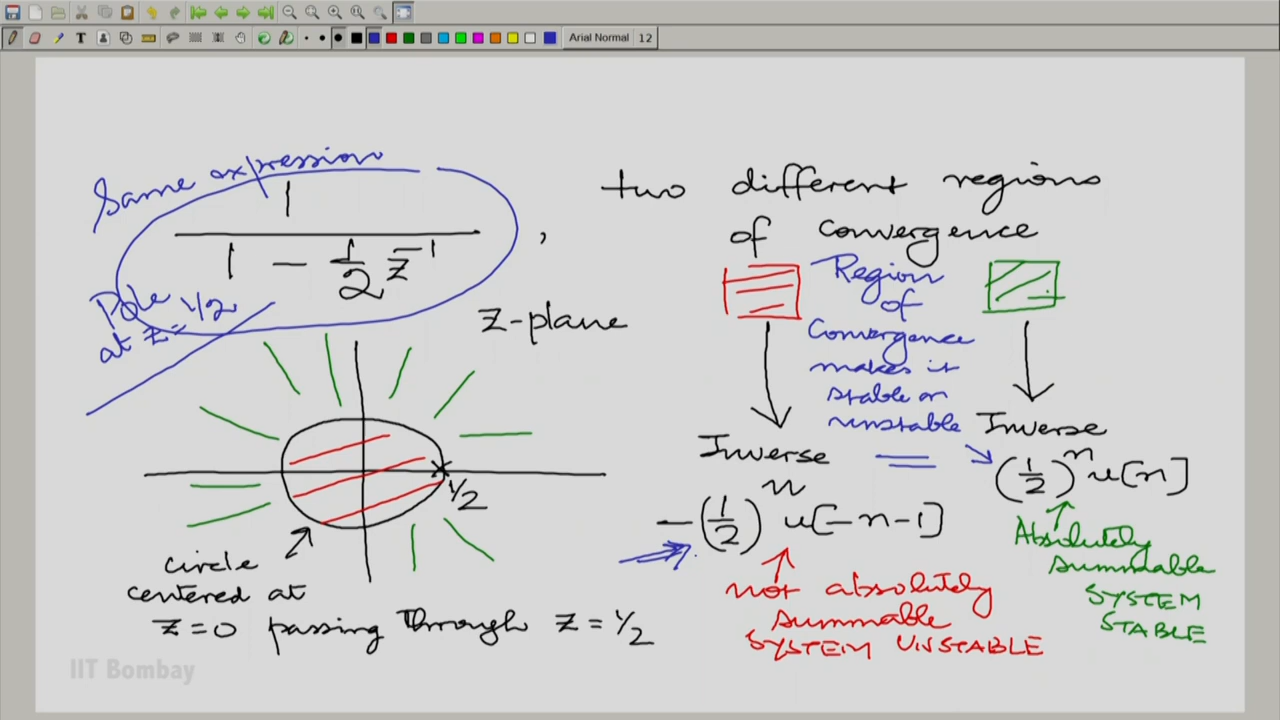 Arial Normal 12
Same expression
1
1 - 1/2 z^-1
,
Pole
at z = 1/2
two different regions
of convergence
Region
of
Convergence
makes it
stable or
unstable
z-plane
1/2
circle
centered at
z=0 passing through z = 1/2
Inverse
-(1/2)^n u[-n-1]
not absolutely
summable
SYSTEM UNSTABLE
Inverse
(1/2)^n u[n]
Absolutely
summable
SYSTEM
STABLE
IIT Bombay